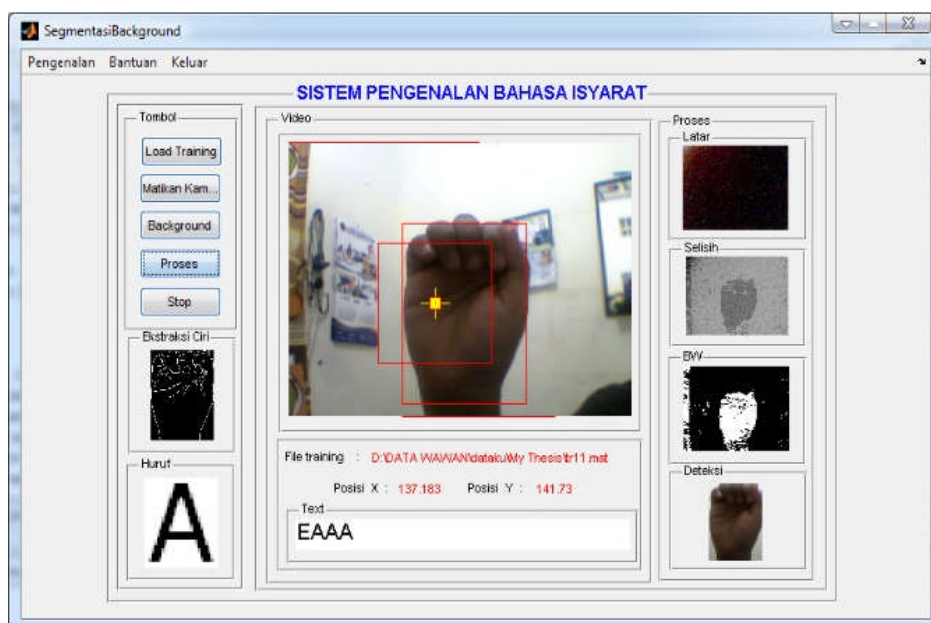 SegmentasiBackground
Pengenalan Bantuan Keluar
SISTEM PENGENALAN BAHASA ISYARAT
Tombol
Load Training
Matikan Kam...
Background
Proses
Stop
Ekstraksi Ciri
Huruf
A
Video
File training : D:\DATA WAWAN\dataku\My Thesis\tr11.mat
Posisi X : 137.183 Posisi Y : 141.73
Text
EAAA
Proses
Latar
Selisih
BW
Deteksi